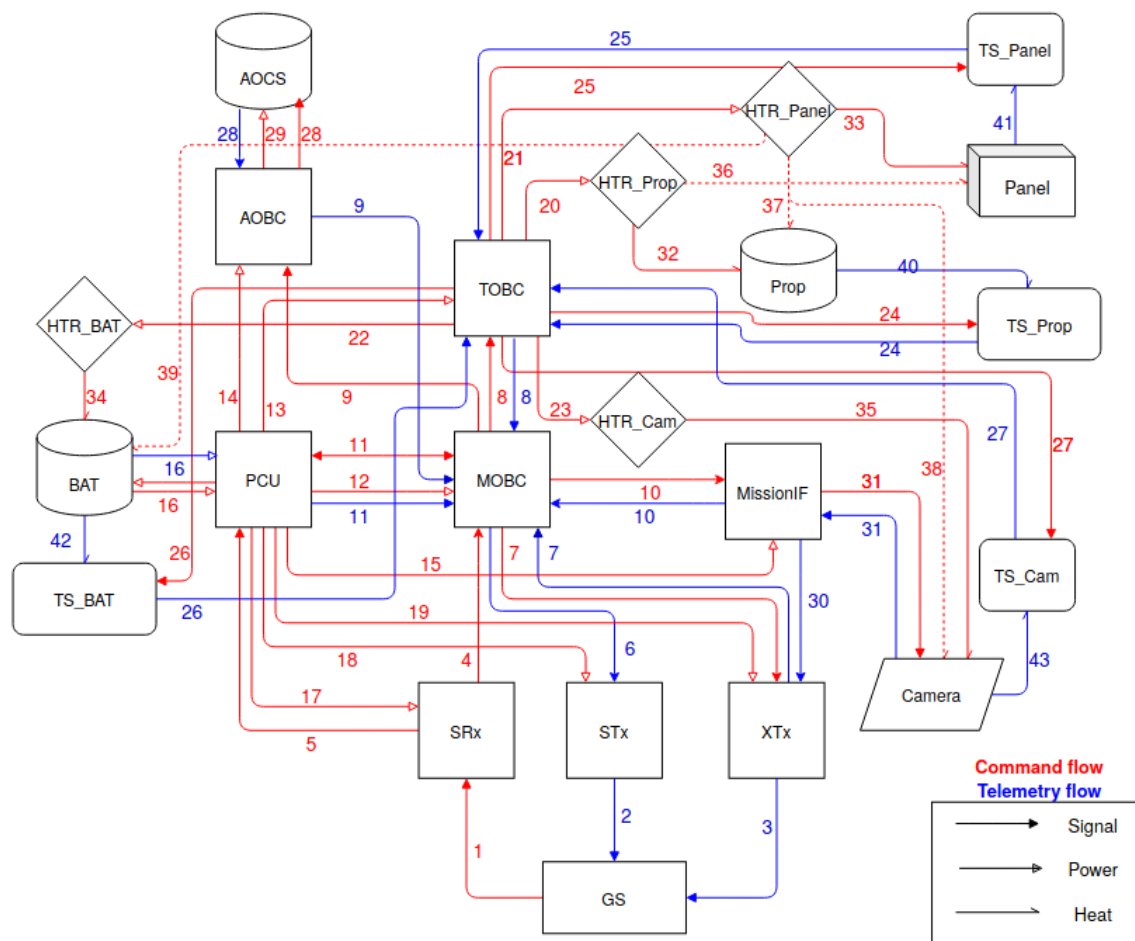 25
TS_Panel
AOCS
25
HTR_Panel
33
41
28
29
28
21
HTR_Prop
36
Panel
AOBC
9
20
37
32
TOBC
Prop
40
HTR_BAT
22
24
TS_Prop
24
39
34
14
13
9
8
8
23
HTR_Cam
35
27
27
11
16
BAT
PCU
12
MOBC
MissionIF
31
38
16
11
10
10
31
42
26
15
7
7
TS_BAT
26
TS_Cam
19
30
18
6
4
43
17
Camera
5
SRx
STx
XTx
Command flow
Telemetry flow
2
3
Signal
1
Power
GS
Heat